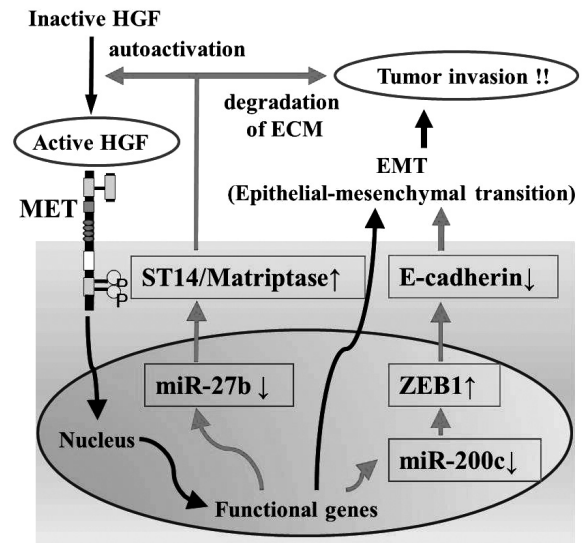 Inactive HGF
autoactivation
Tumor invasion !!
degradation
of ECM
Active HGF
EMT
(Epithelial-mesenchymal transition)
MET
P
P
ST14/Matriptase↑
E-cadherin↓
miR-27b ↓
ZEB1↑
Nucleus
miR-200c↓
Functional genes